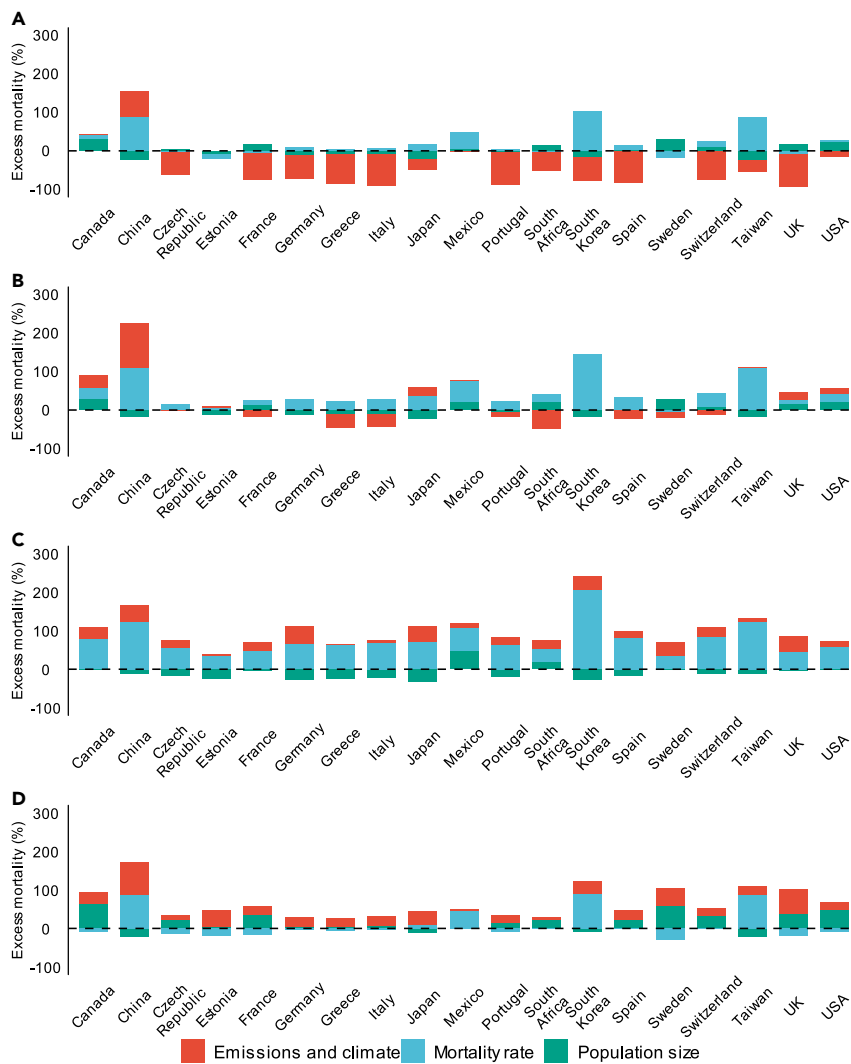 A
Excess mortality (%)
300
200
100
0
-100
Canada
China
Czech
Republic
Estonia
France
Germany
Greece
Italy
Japan
Mexico
Portugal
South
Africa
South
Korea
Spain
Sweden
Switzerland
Taiwan
UK
USA
B
Excess mortality (%)
300
200
100
0
-100
Canada
China
Czech
Republic
Estonia
France
Germany
Greece
Italy
Japan
Mexico
Portugal
South
Africa
South
Korea
Spain
Sweden
Switzerland
Taiwan
UK
USA
C
Excess mortality (%)
300
200
100
0
-100
Canada
China
Czech
Republic
Estonia
France
Germany
Greece
Italy
Japan
Mexico
Portugal
South
Africa
South
Korea
Spain
Sweden
Switzerland
Taiwan
UK
USA
D
Excess mortality (%)
300
200
100
0
-100
Canada
China
Czech
Republic
Estonia
France
Germany
Greece
Italy
Japan
Mexico
Portugal
South
Africa
South
Korea
Spain
Sweden
Switzerland
Taiwan
UK
USA
Emissions and climate Mortality rate Population size